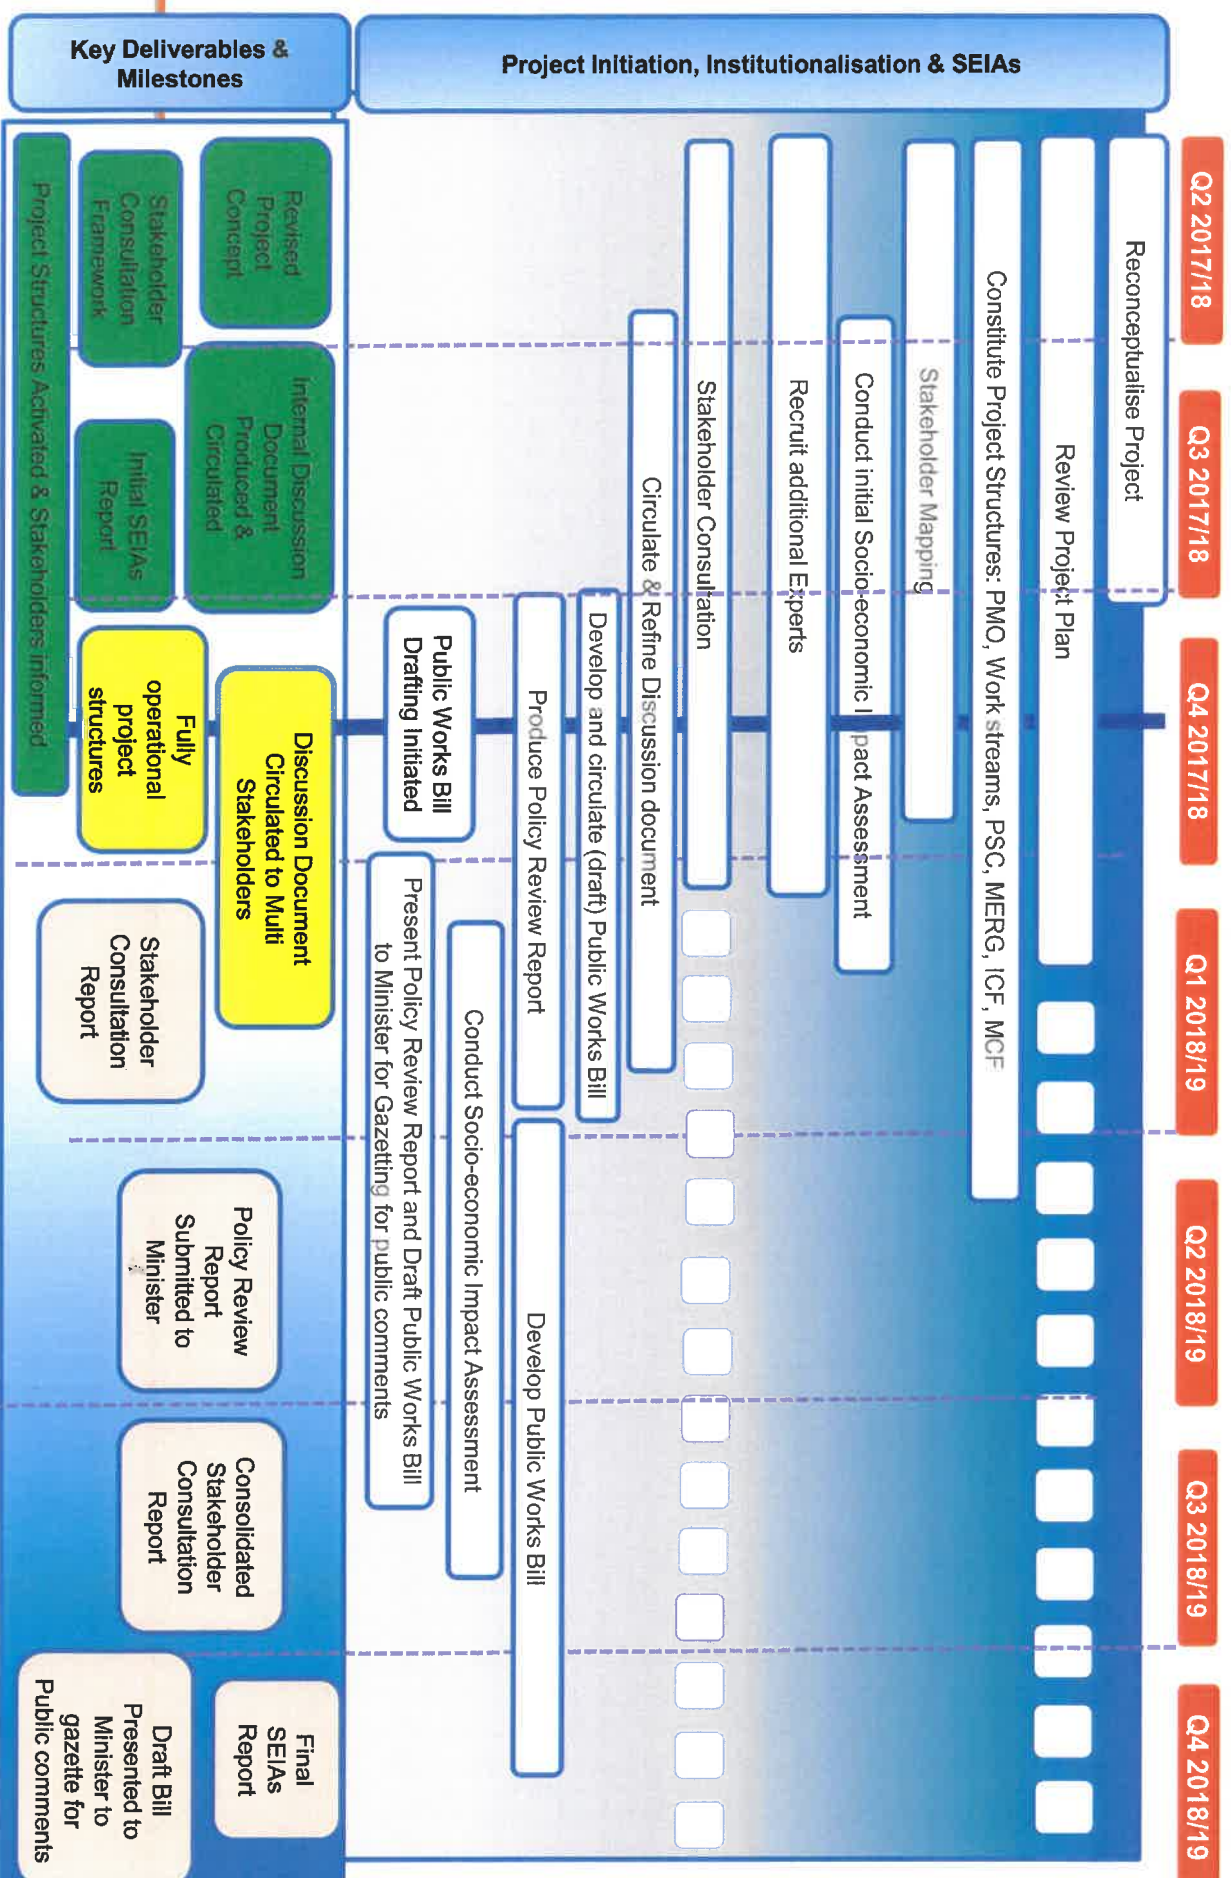 Q2 2017/18
Q3 2017/18
Q4 2017/18
Q1 2018/19
Q2 2018/19
Q3 2018/19
Q4 2018/19
Project Initiation, Institutionalisation & SEIAs
Reconceptualise Project
Review Project Plan
Constitute Project Structures: PMO, Work streams, PSC, MERG, ICF, MCF
Stakeholder Mapping
Conduct initial Socio-economic I pact Assessment
Recruit additional Experts
Stakeholder Consultation
Circulate & Refine Discussion document
Develop and circulate (draft) Public Works Bill
Produce Policy Review Report
Develop Public Works Bill
Conduct Socio-economic Impact Assessment
Public Works Bill
Drafting Initiated
Present Policy Review Report and Draft Public Works Bill
to Minister for Gazetting for public comments
Key Deliverables &
Milestones
Revised
Project
Concept
Internal Discussion
Document
Produced &
Circulated
Discussion Document
Circulated to Multi
Stakeholders
Stakeholder
Consultation
Framework
Initial SEIAs
Report
Fully
operational
project
structures
Stakeholder
Consultation
Report
Policy Review
Report
Submitted to
Minister
Consolidated
Stakeholder
Consultation
Report
Final
SEIAs
Report
Draft Bill
Presented to
Minister to
gazette for
Public comments
Project Structures Activated & Stakeholders informed